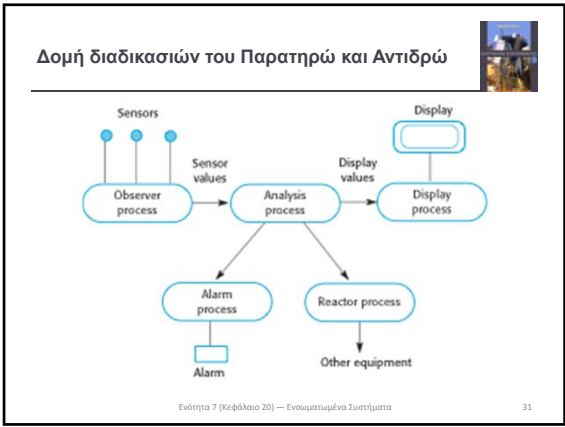 Δομή διαδικασιών του Παρατηρώ και Αντιδρώ
Sensors
Display
Sensor
values
Display
values
Observer
process
Analysis
process
Display
process
Alarm
process
Reactor process
Alarm
Other equipment
Ενότητα 7 (Κεφάλαιο 20) — Ενσωματωμένα Συστήματα
31